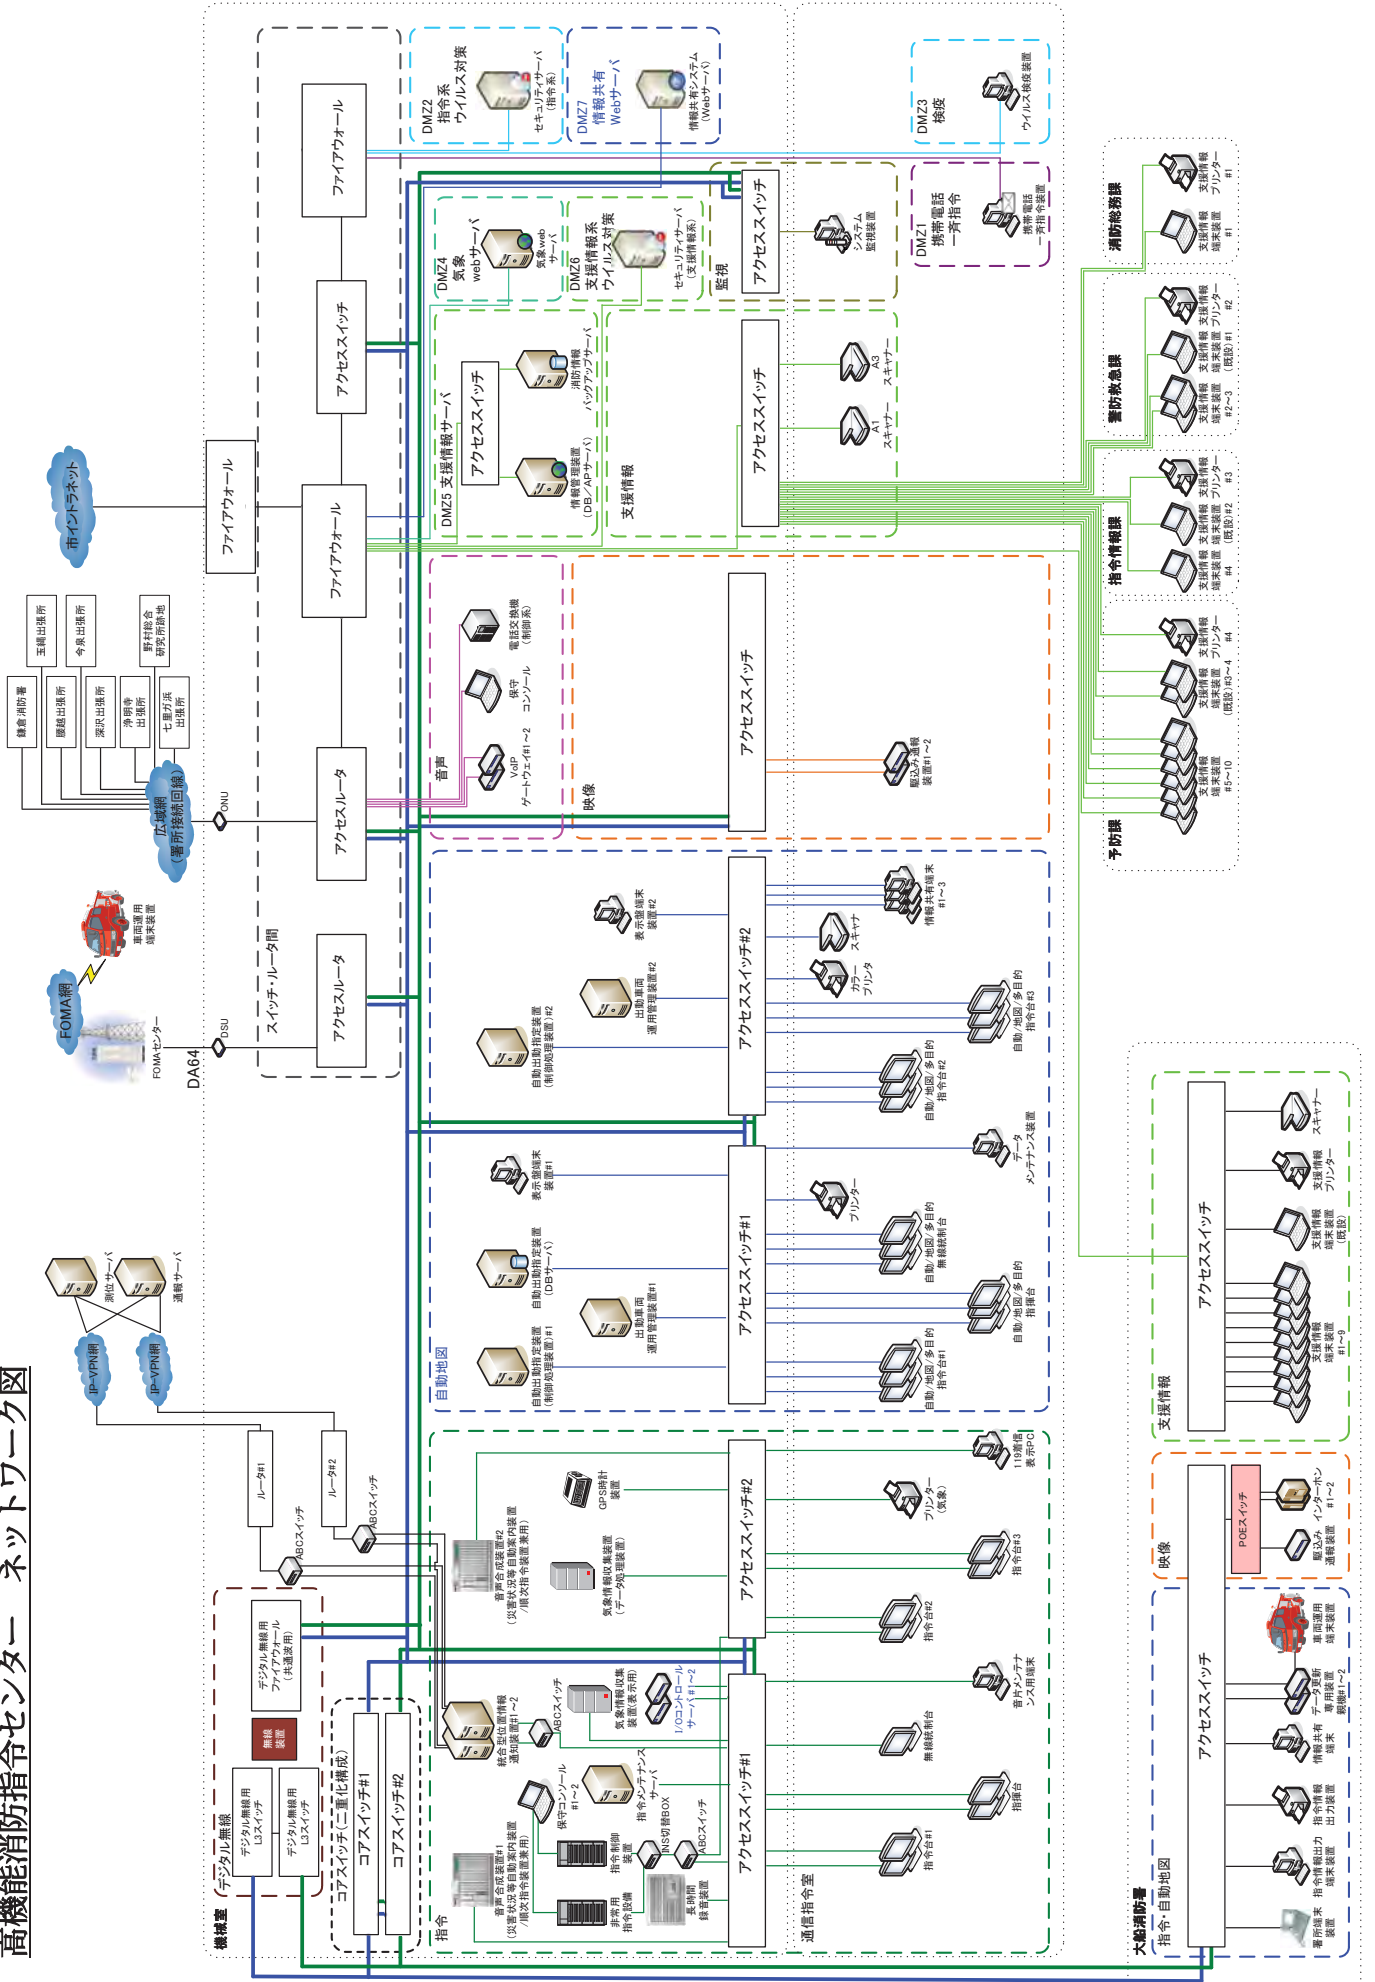 高機能消防指令センター　ネットワーク図
測位サーバ
通報サーバ
IP-VPN網
IP-VPN網
ルータ#1
ルータ#2
ABCスイッチ
ABCスイッチ
FOMA網
FOMAセンター
車両運用
端末装置
DA64
DSU
鎌倉消防署
玉縄出張所
腰越出張所
今泉出張所
深沢出張所
浄明寺
出張所
野村総合
研究所跡地
七里ガ浜
出張所
広域網
(署所接続回線)
ONU
市イントラネット
ファイアウォール
機械室
デジタル無線
デジタル無線用
L3スイッチ
デジタル無線用
L3スイッチ
無線
装置
デジタル無線用
ファイアウォール
(共通波用)
コアスイッチ(二重化構成)
コアスイッチ#1
コアスイッチ#2
スイッチ・ルータ間
アクセスルータ
アクセスルータ
ファイアウォール
アクセススイッチ
ファイアウォール
指令
音声合成装置#1
(災害状況等自動案内装置
/順次指令装置兼用)
保守コンソール
#1～2
非常用
指令設備
指令制御
装置
指令メンテナンス
サーバ
INS切替BOX
ABCスイッチ
長時間
録音装置
統合型位置情報
通知装置#1～2
ABCスイッチ
気象情報収集
装置(表示用)
I/Oコントロール
サーバ#1～2
音声合成装置#2
(災害状況等自動案内装置
/順次指令装置兼用)
GPS時計
装置
気象情報収集装置
(データ処理装置)
アクセススイッチ#1
アクセススイッチ#2
通信指令室
指令台#1
指揮台
無線統制台
音片メンテナ
ンス用端末
指令台#2
指令台#3
プリンター
(気象)
119着信
表示PC
自動地図
自動出動指定装置
(制御処理装置)#1
自動出動指定装置
(DBサーバ)
表示盤端末
装置#1
出動車両
運用管理装置#1
自動出動指定装置
(制御処理装置)#2
出動車両
運用管理装置#2
表示盤端末
装置#2
アクセススイッチ#1
アクセススイッチ#2
自動/地図/多目的
指令台#1
自動/地図/多目的
指揮台
自動/地図/多目的
無線統制台
プリンター
データ
メンテナンス装置
自動/地図/多目的
指令台#2
自動/地図/多目的
指令台#3
カラー
プリンタ
スキャナ
情報共有端末
#1～3
音声
VoIP
ゲートウェイ#1～2
保守
コンソール
電話交換機
(制御系)
映像
アクセススイッチ
駆込み通報
装置#1～2
DMZ5 支援情報サーバ
アクセススイッチ
情報管理装置
(DB/APサーバ)
消防情報
バックアップサーバ
支援情報
アクセススイッチ
A1
スキャナー
A3
スキャナー
DMZ4
気象
webサーバ
気象web
サーバ
DMZ6
支援情報系
ウイルス対策
セキュリティサーバ
(支援情報系)
監視
アクセススイッチ
システム
監視装置
DMZ2
指令系
ウイルス対策
セキュリティサーバ
(指令系)
DMZ7
情報共有
Webサーバ
情報共有システム
(Webサーバ)
DMZ1
携帯電話
一斉指令
携帯電話
一斉指令装置
DMZ3
検疫
ウイルス検疫装置
予防課
支援情報
端末装置
#5～10
支援情報
端末装置
(既設)#3～4
支援情報
プリンター
#4
指令情報課
支援情報
端末装置
#4
支援情報
端末装置
(既設)#2
支援情報
プリンター
#3
警防救急課
支援情報
端末装置
#2～3
支援情報
端末装置
(既設)#1
支援情報
プリンター
#2
消防総務課
支援情報
端末装置
#1
支援情報
プリンター
#1
大船消防署
指令・自動地図
アクセススイッチ
署所端末
装置
指令情報出力
端末装置
指令情報
出力装置
情報共有
端末
データ更新
専用装置
親機#1～2
車両運用
端末装置
映像
POEスイッチ
駆込み
通報装置
インターホン
#1～2
支援情報
アクセススイッチ
支援情報
端末装置
#1～9
支援情報
端末装置
(既設)
支援情報
プリンター
スキャナー